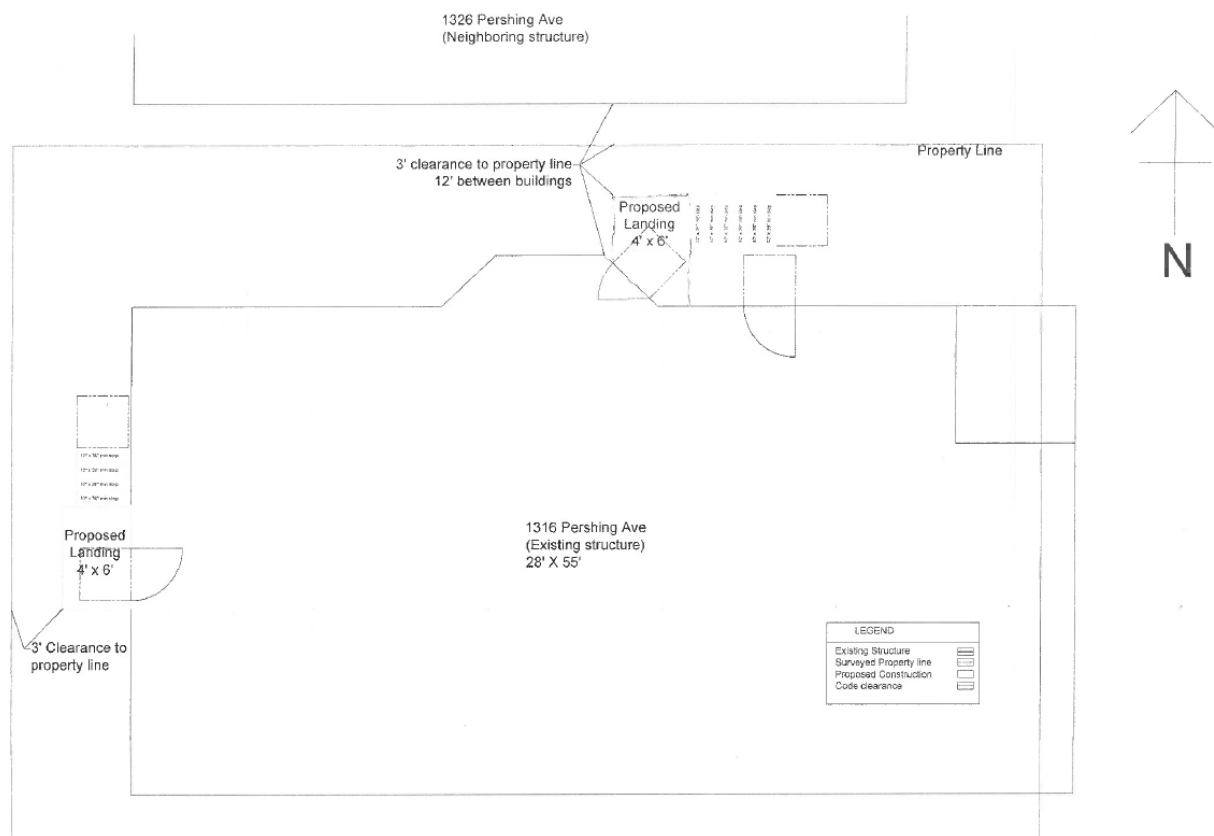 1326 Pershing Ave
(Neighboring structure)
3' clearance to property line
12' between buildings
Property Line
Proposed
Landing
4' x 6'
N
Proposed
Landing
4' x 6'
1316 Pershing Ave
(Existing structure)
28' X 55'
3' Clearance to
property line
LEGEND
Existing Structure
Surveyed Property line
Proposed Construction
Code clearance